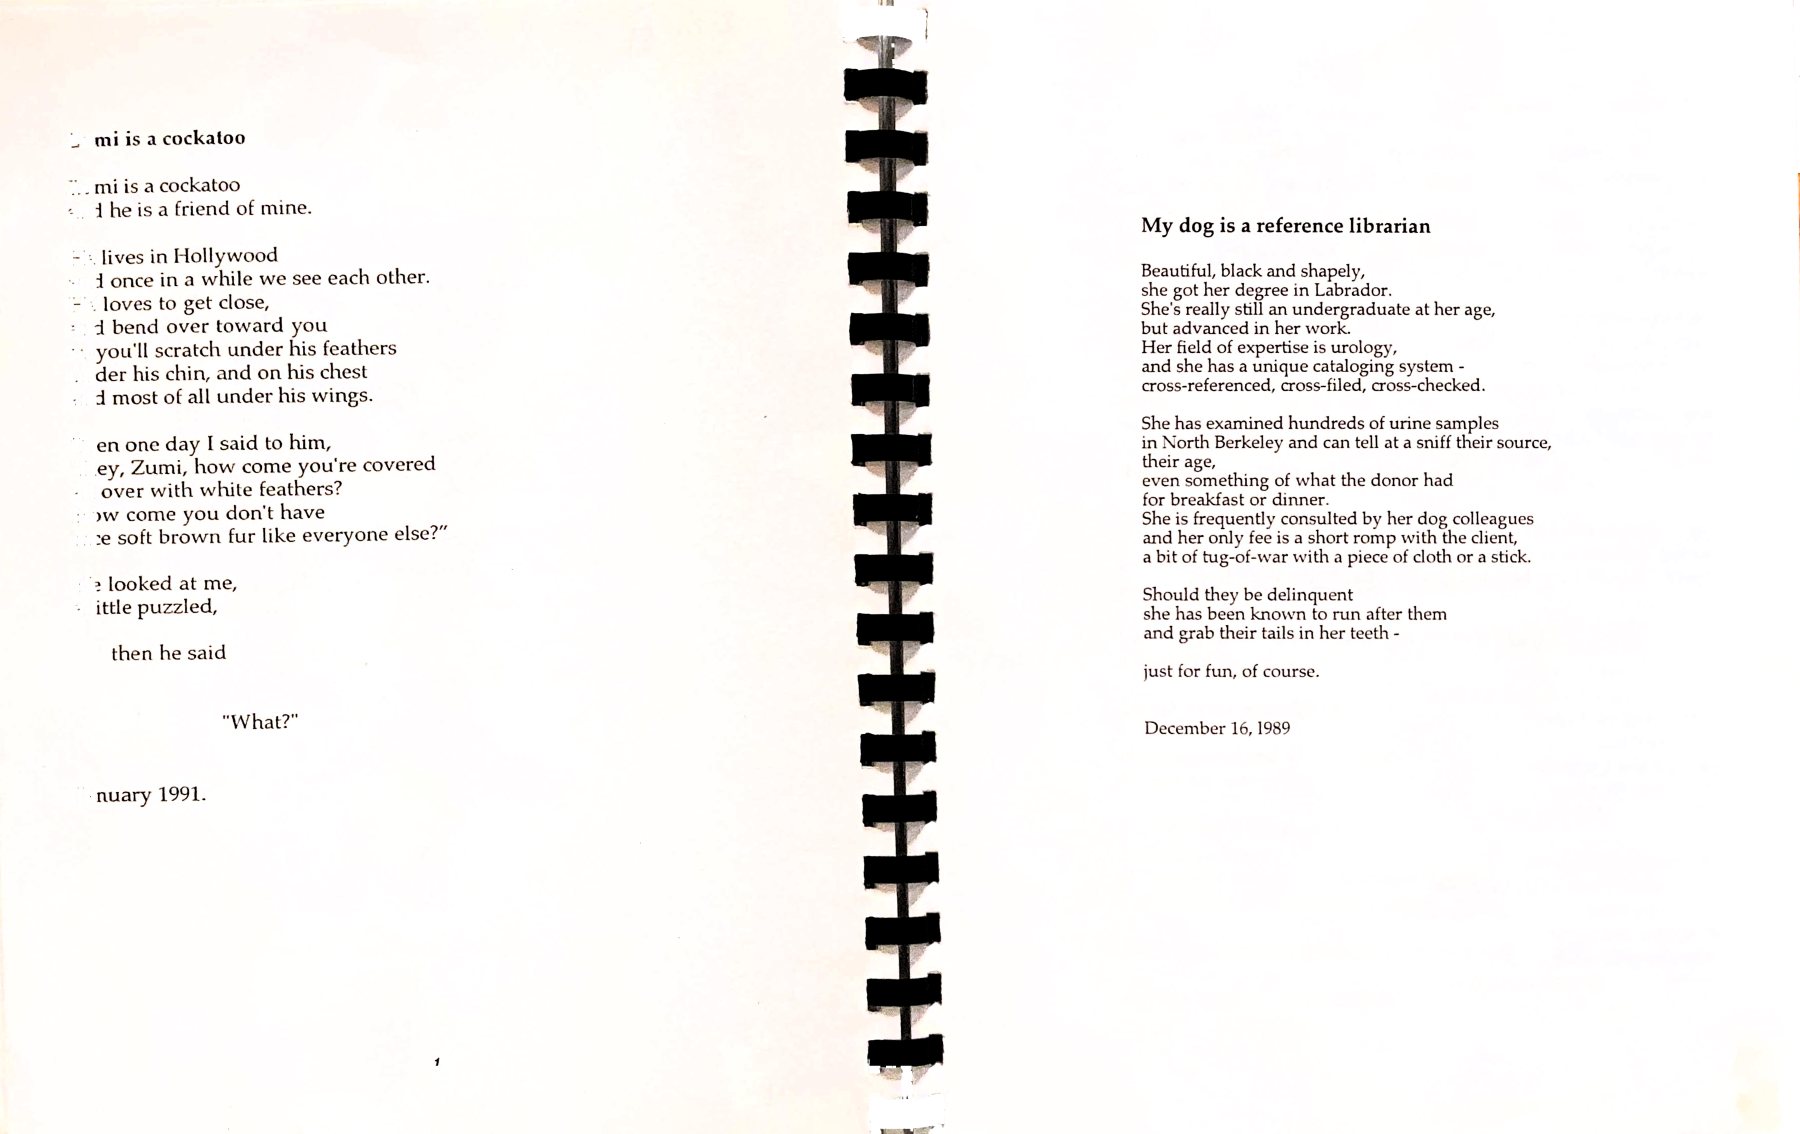 mi is a cockatoo
mi is a cockatoo
he is a friend of mine.
lives in Hollywood
once in a while we see each other.
loves to get close,
bend over toward you
you'll scratch under his feathers
der his chin, and on his chest
most of all under his wings.
en one day I said to him,
ey, Zumi, how come you're covered
over with white feathers?
ow come you don't have
soft brown fur like everyone else?"
looked at me,
ittle puzzled,
then he said
"What?"
nuary 1991.
1
My dog is a reference librarian
Beautiful, black and shapely,
she got her degree in Labrador.
She's really still an undergraduate at her age,
but advanced in her work.
Her field of expertise is urology,
and she has a unique cataloging system -
cross-referenced, cross-filed, cross-checked.
She has examined hundreds of urine samples
in North Berkeley and can tell at a sniff their source,
their age,
even something of what the donor had
for breakfast or dinner.
She is frequently consulted by her dog colleagues
and her only fee is a short romp with the client,
a bit of tug-of-war with a piece of cloth or a stick.
Should they be delinquent
she has been known to run after them
and grab their tails in her teeth -
just for fun, of course.
December 16, 1989